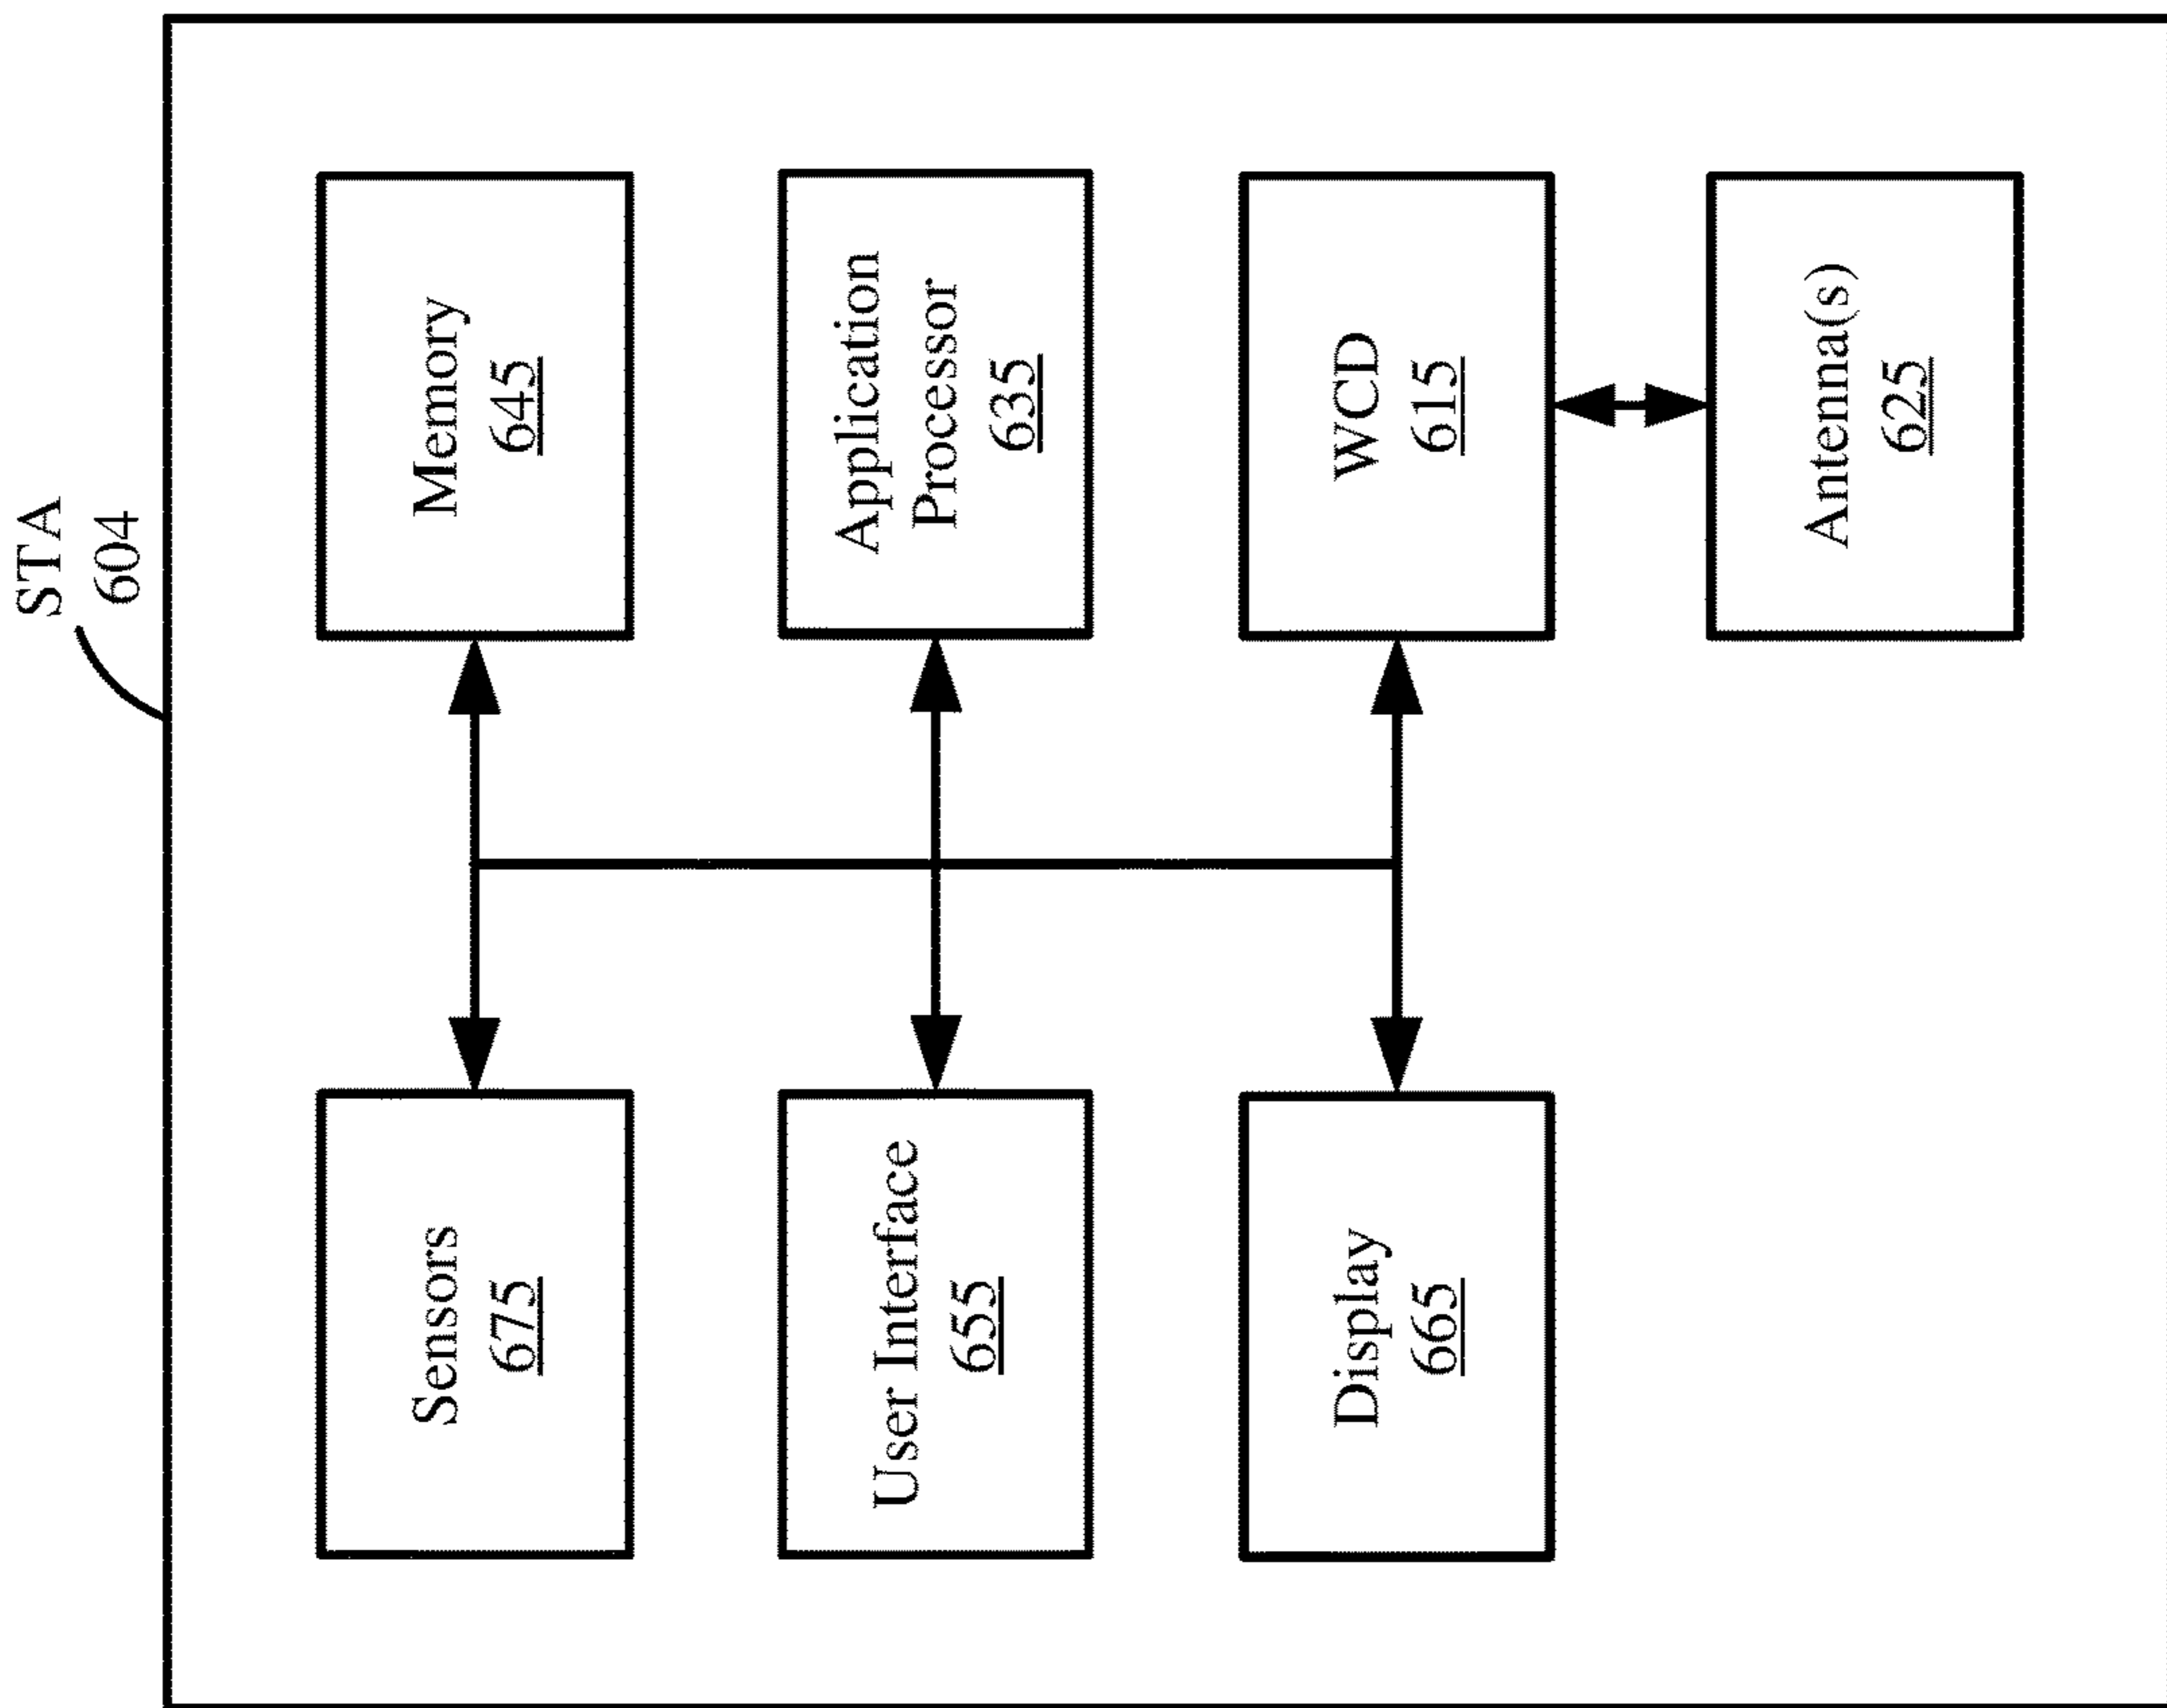 STA
604
Sensors
675
Memory
645
User Interface
655
Application
Processor
635
Display
665
WCD
615
Antenna(s)
625